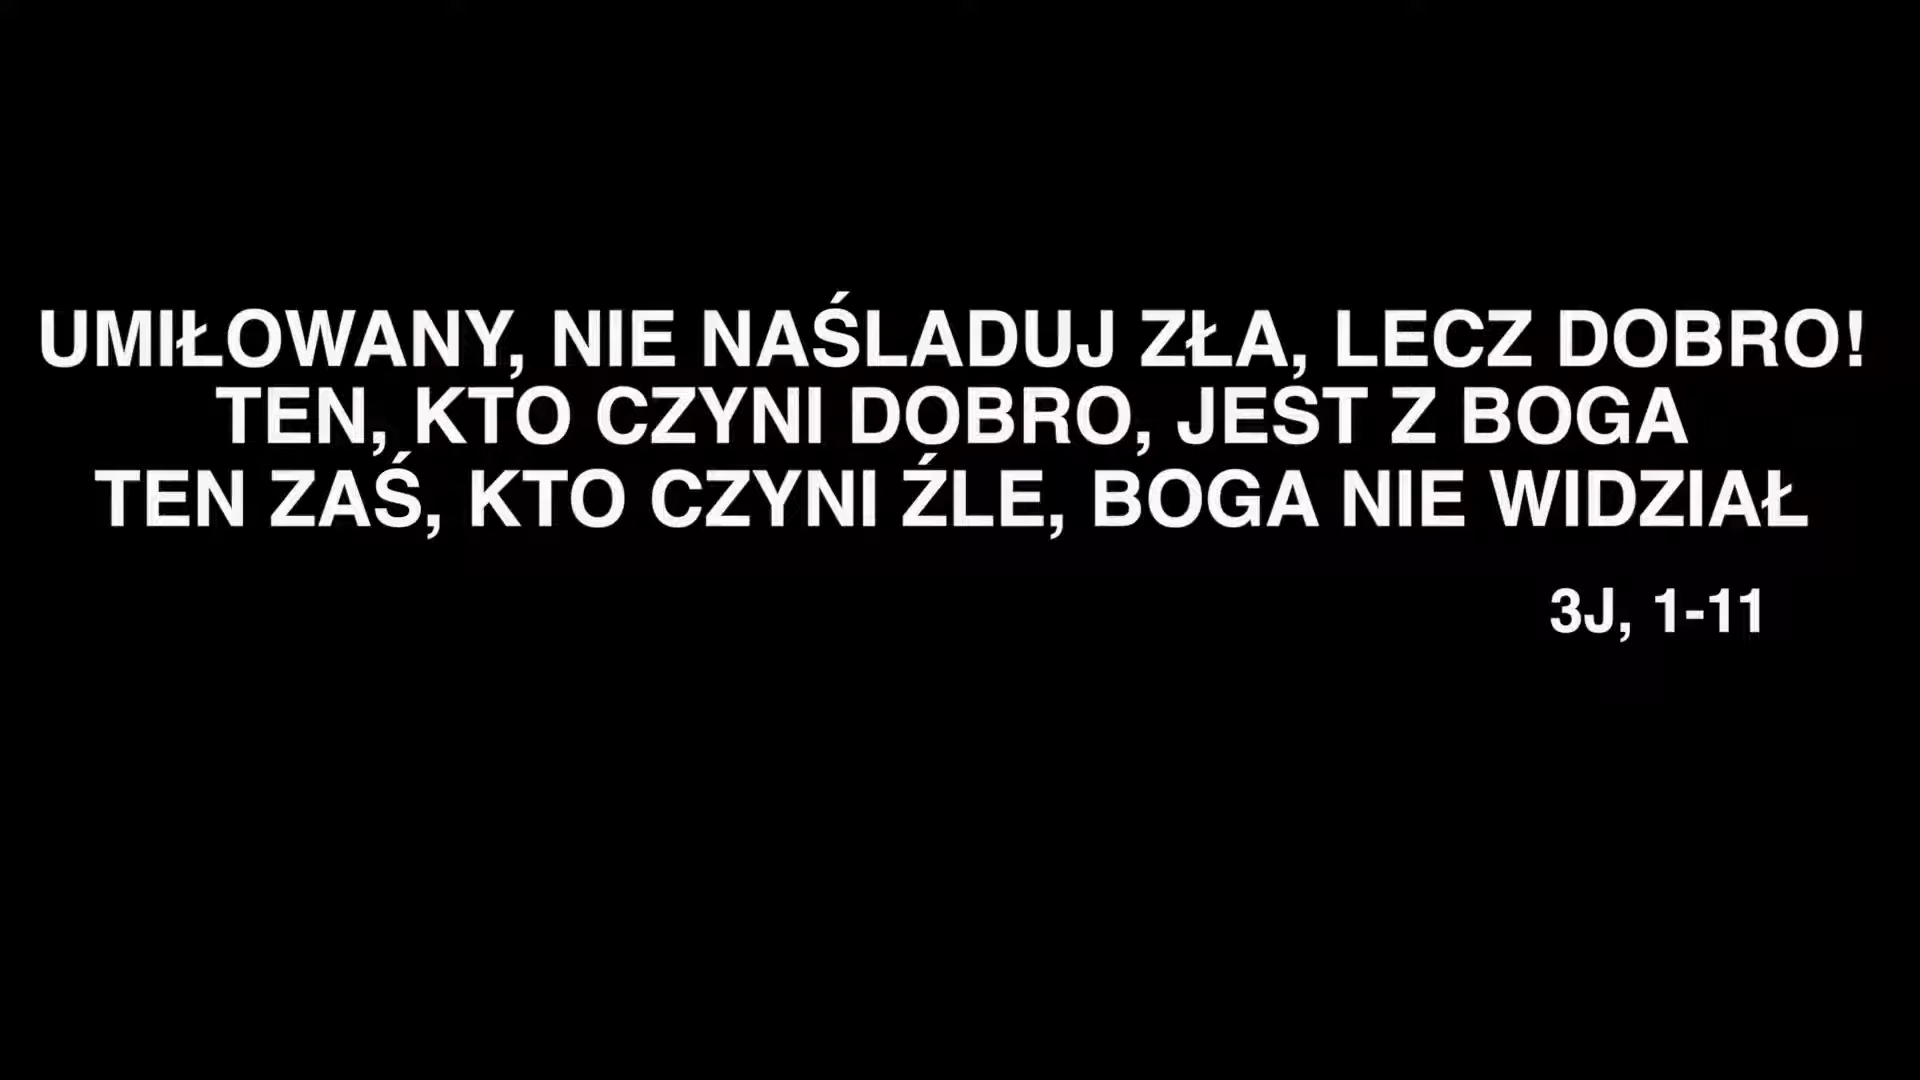 UMIŁOWANY, NIE NAŚLADUJ ZŁA, LECZ DOBRO!
TEN, KTO CZYNI DOBRO, JEST Z BOGA
TEN ZAŚ, KTO CZYNI ŹLE, BOGA NIE WIDZIAŁ
3J, 1-11